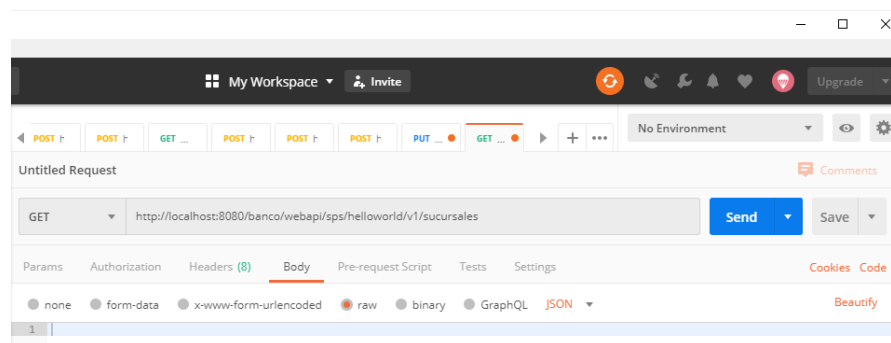 My Workspace Invite Upgrade
POST POST GET ... POST POST POST PUT ... GET ... + ••• No Environment
Untitled Request Comments
GET http://localhost:8080/banco/webapi/sps/helloworld/v1/sucursales Send Save
Params Authorization Headers (8) Body Pre-request Script Tests Settings Cookies Code
none form-data x-www-form-urlencoded raw binary GraphQL JSON Beautify
1